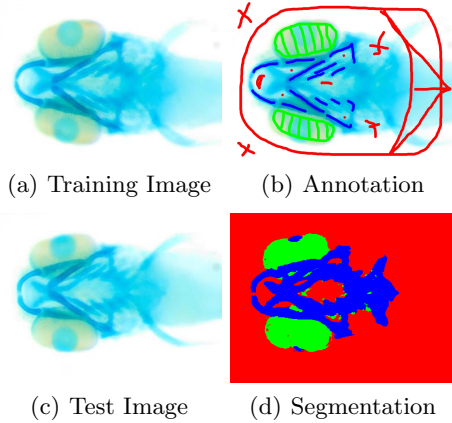 (a) Training Image
(b) Annotation
(c) Test Image
(d) Segmentation